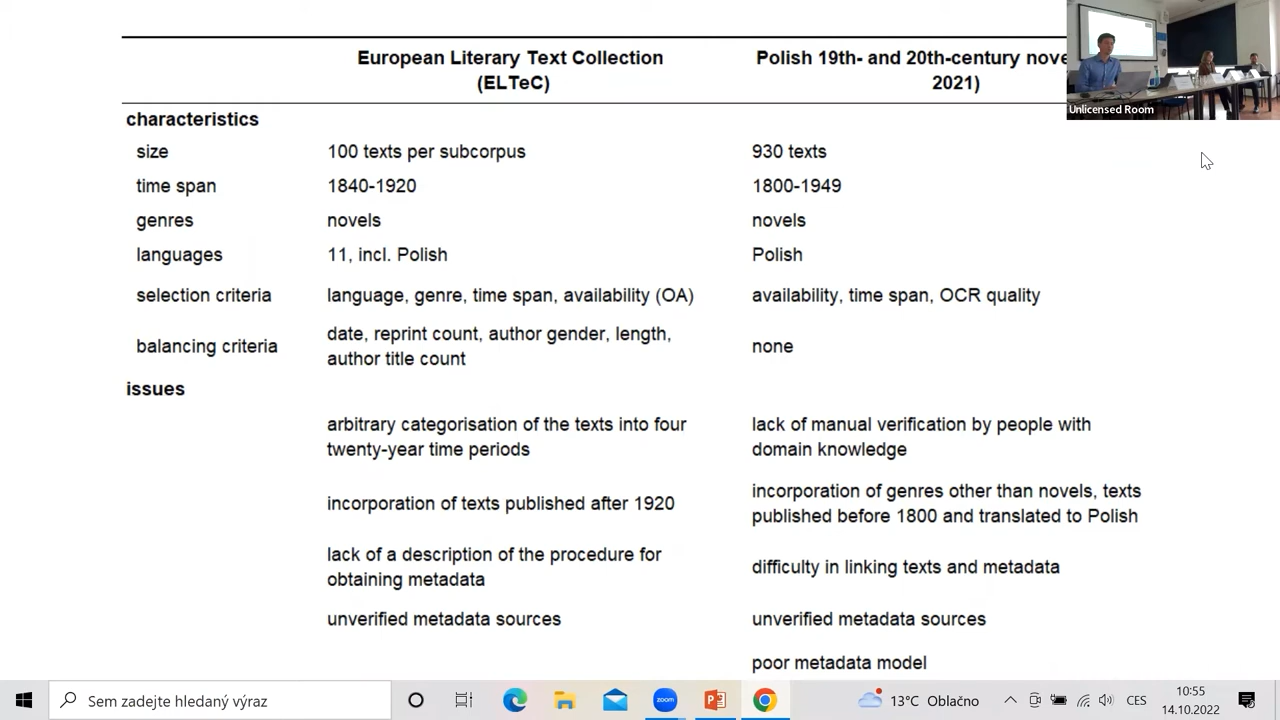 European Literary Text Collection
(ELTeC)
Polish 19th- and 20th-century
2021)
Unlicensed Room
characteristics
size
100 texts per subcorpus
930 texts
time span
1840-1920
1800-1949
genres
novels
novels
languages
11, incl. Polish
Polish
selection criteria
language, genre, time span, availability (OA)
availability, time span, OCR quality
balancing criteria
date, reprint count, author gender, length,
author title count
none
issues
arbitrary categorisation of the texts into four
twenty-year time periods
lack of manual verification by people with
domain knowledge
incorporation of texts published after 1920
incorporation of genres other than novels, texts
published before 1800 and translated to Polish
lack of a description of the procedure for
obtaining metadata
difficulty in linking texts and metadata
unverified metadata sources
unverified metadata sources
poor metadata model
Sem zadejte hledaný výraz
zoom
13°C Oblačno
CES
10:55
14.10.2022